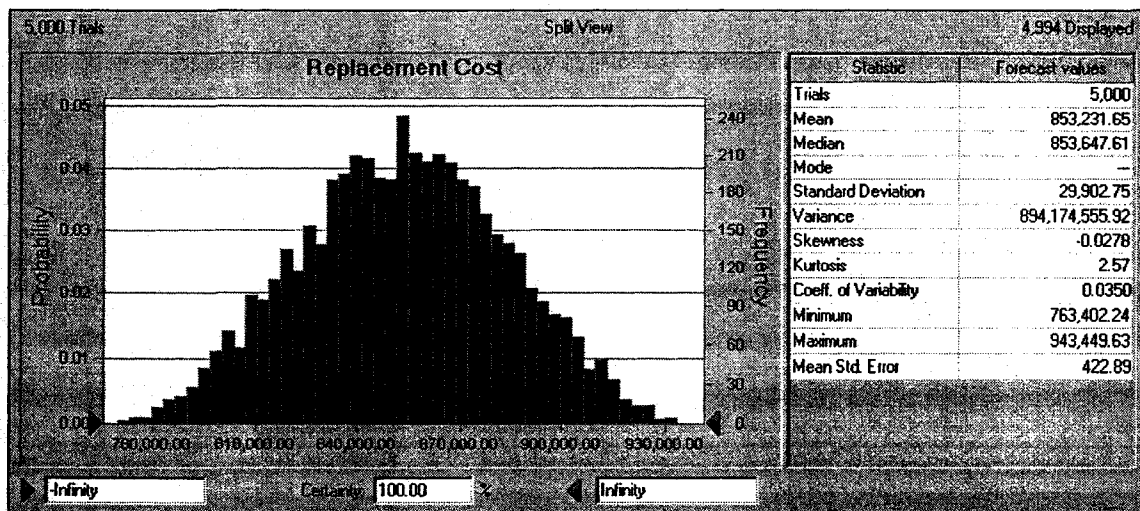 5,000 Trials Split View 4,994 Displayed
Replacement Cost
Statistic Forecast values
Trials 5,000
Mean 853,231.65
Median 853,647.61
Mode —
Standard Deviation 29,902.75
Variance 894,174,555.92
Skewness -0.0278
Kurtosis 2.57
Coeff. of Variability 0.0350
Minimum 763,402.24
Maximum 943,449.63
Mean Std. Error 422.89
Probability
0.05
0.04
0.03
0.02
0.01
0.00
Frequency
240
210
180
150
120
90
60
30
0
780,000.00 810,000.00 840,000.00 870,000.00 900,000.00 930,000.00
-Infinity Certainty: 100.00 % Infinity